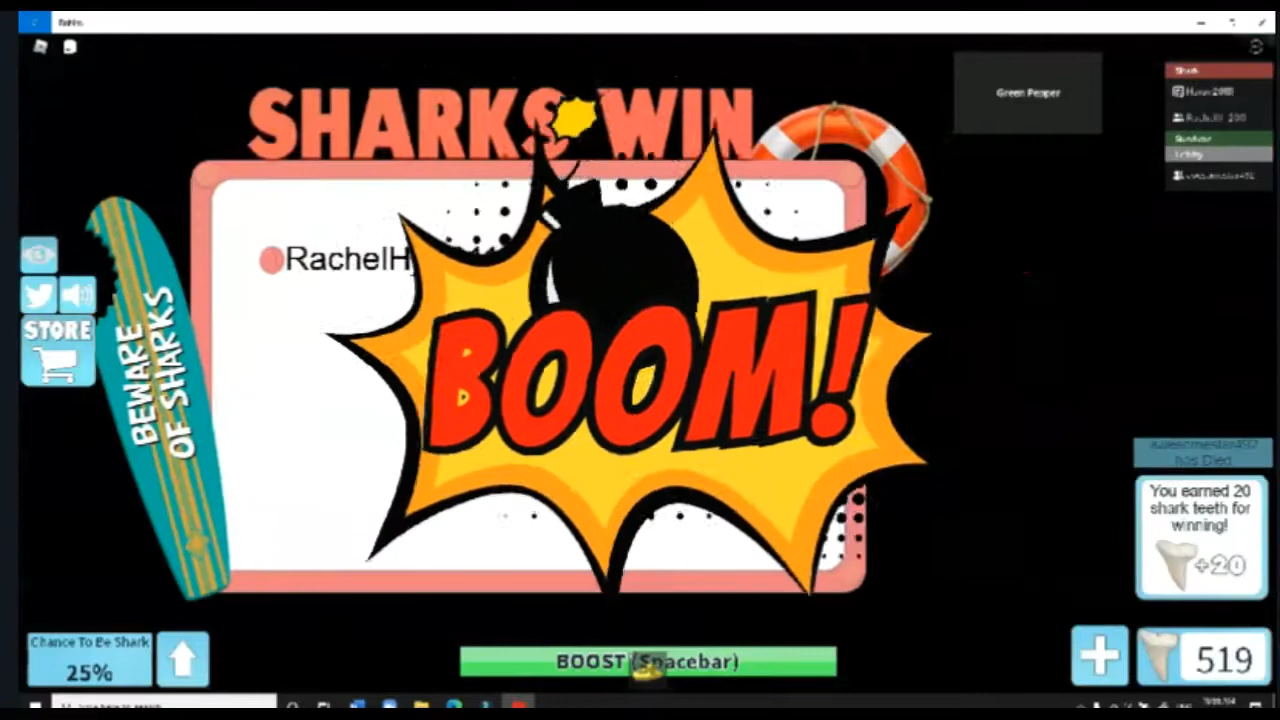 SHARKS WIN
Green Pepper
RachelH
BOOM!
STORE
BEWARE
OF SHARKS
has Died
You earned 20
shark teeth for
winning!
+20
Chance To Be Shark
25%
BOOST (Spacebar)
519